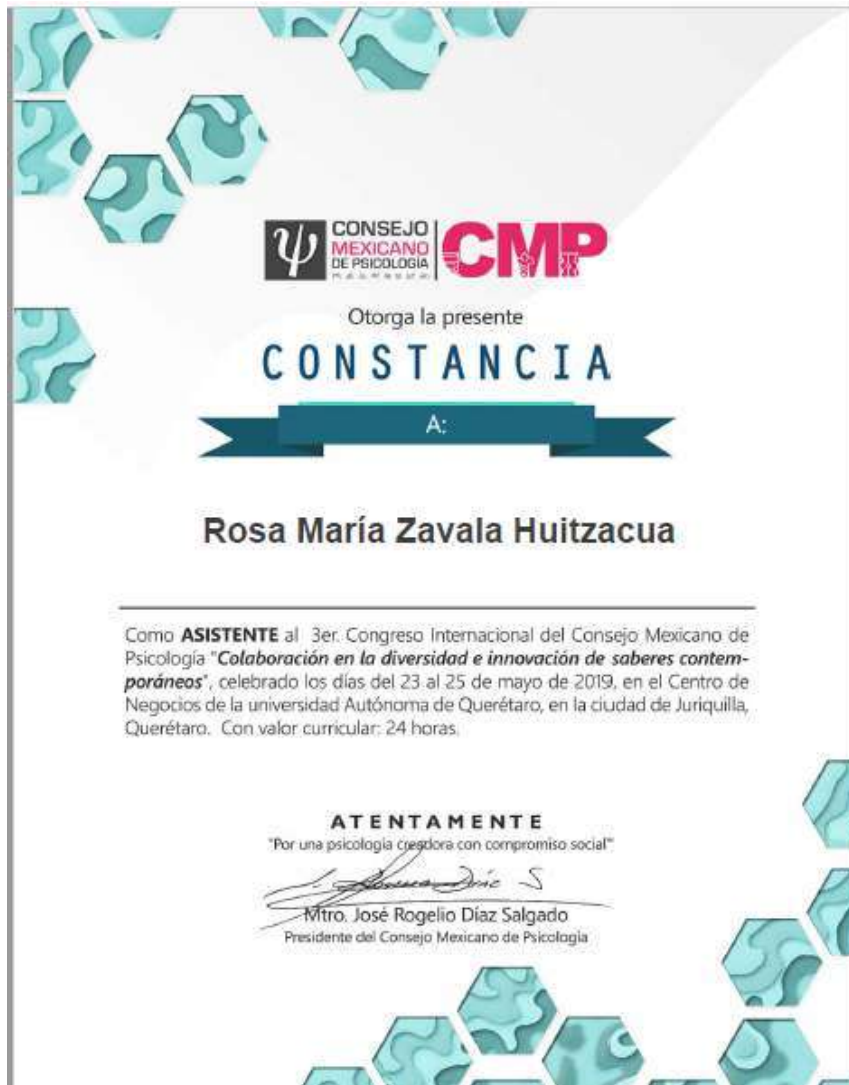 CONSEJO
MEXICANO
DE PSICOLOGÍA
CMP
Otorga la presente
CONSTANCIA
A:
Rosa María Zavala Huitzacua
Como ASISTENTE al 3er. Congreso Internacional del Consejo Mexicano de
Psicología "Colaboración en la diversidad e innovación de saberes contem-
poráneos", celebrado los días del 23 al 25 de mayo de 2019, en el Centro de
Negocios de la universidad Autónoma de Querétaro, en la ciudad de Juriquilla,
Querétaro. Con valor curricular: 24 horas.
ATENTAMENTE
"Por una psicología creadora con compromiso social"
Mtro. José Rogelio Díaz Salgado
Presidente del Consejo Mexicano de Psicología